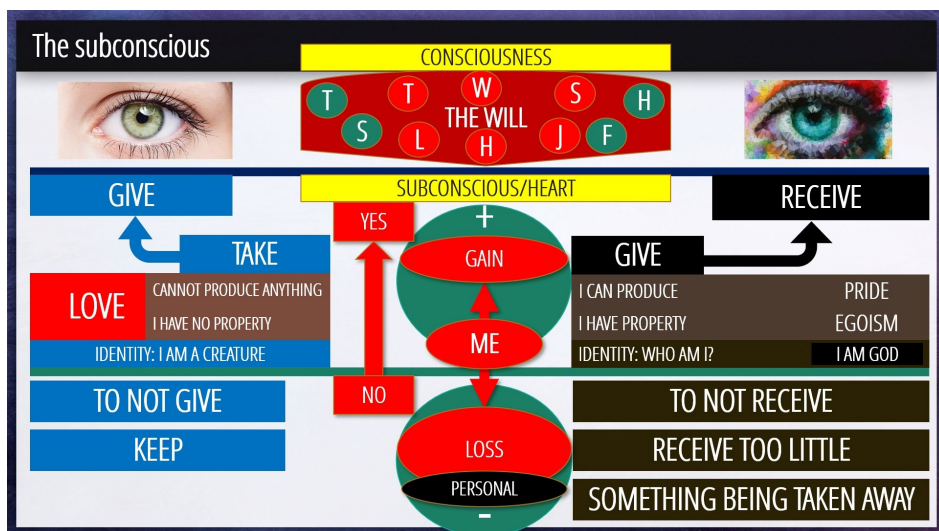 The subconscious
CONSCIOUSNESS
T
T
W
S
H
THE WILL
S
L
H
J
F
SUBCONSCIOUS/HEART
GIVE
TAKE
LOVE
CANNOT PRODUCE ANYTHING
I HAVE NO PROPERTY
IDENTITY: I AM A CREATURE
TO NOT GIVE
KEEP
YES
NO
+
GAIN
ME
LOSS
PERSONAL
-
RECEIVE
GIVE
I CAN PRODUCE PRIDE
I HAVE PROPERTY EGOISM
IDENTITY: WHO AM I? I AM GOD
TO NOT RECEIVE
RECEIVE TOO LITTLE
SOMETHING BEING TAKEN AWAY